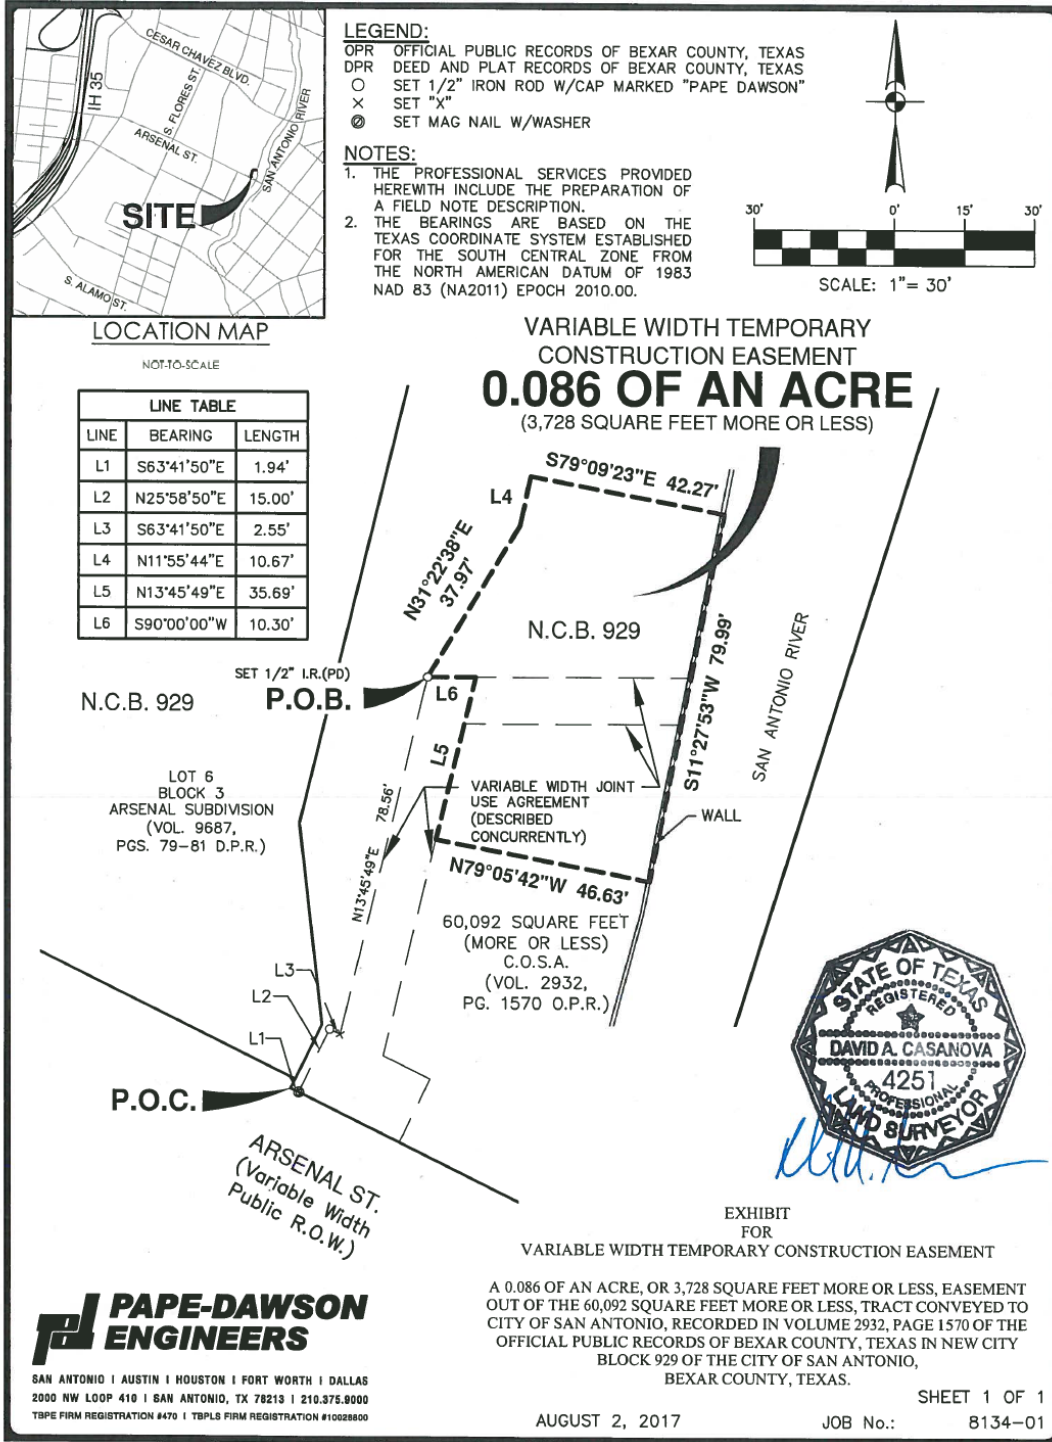 CESAR CHAVEZ BLVD.
IH 35
S. FLORES ST.
ARSENAL ST.
SAN ANTONIO RIVER
SITE
S. ALAMO ST.
LOCATION MAP
NOT-TO-SCALE
LEGEND:
OPR OFFICIAL PUBLIC RECORDS OF BEXAR COUNTY, TEXAS
DPR DEED AND PLAT RECORDS OF BEXAR COUNTY, TEXAS
SET 1/2" IRON ROD W/CAP MARKED "PAPE DAWSON"
SET "X"
SET MAG NAIL W/WASHER
NOTES:
1. THE PROFESSIONAL SERVICES PROVIDED
HEREWITH INCLUDE THE PREPARATION OF
A FIELD NOTE DESCRIPTION.
2. THE BEARINGS ARE BASED ON THE
TEXAS COORDINATE SYSTEM ESTABLISHED
FOR THE SOUTH CENTRAL ZONE FROM
THE NORTH AMERICAN DATUM OF 1983
NAD 83 (NA2011) EPOCH 2010.00.
30' 0' 15' 30'
SCALE: 1"= 30'
VARIABLE WIDTH TEMPORARY
CONSTRUCTION EASEMENT
0.086 OF AN ACRE
(3,728 SQUARE FEET MORE OR LESS)
LINE TABLE
LINE BEARING LENGTH
L1 S63°41'50"E 1.94'
L2 N25°58'50"E 15.00'
L3 S63°41'50"E 2.55'
L4 N11°55'44"E 10.67'
L5 N13°45'49"E 35.69'
L6 S90°00'00"W 10.30'
S79°09'23"E 42.27'
L4
N31°22'38"E
37.97'
N.C.B. 929
S11°27'53"W 79.99'
SAN ANTONIO RIVER
SET 1/2" I.R.(PD)
P.O.B.
L6
N.C.B. 929
L5
LOT 6
BLOCK 3
ARSENAL SUBDIVISION
(VOL. 9687,
PGS. 79-81 D.P.R.)
N13°45'49"E 78.56'
VARIABLE WIDTH JOINT
USE AGREEMENT
(DESCRIBED
CONCURRENTLY)
WALL
N79°05'42"W 46.63'
60,092 SQUARE FEET
(MORE OR LESS)
C.O.S.A.
(VOL. 2932,
PG. 1570 O.P.R.)
L3
L2
L1
P.O.C.
ARSENAL ST.
(Variable Width
Public R.O.W.)
STATE OF TEXAS
REGISTERED
DAVID A. CASANOVA
4251
PROFESSIONAL
LAND SURVEYOR
EXHIBIT
FOR
VARIABLE WIDTH TEMPORARY CONSTRUCTION EASEMENT
A 0.086 OF AN ACRE, OR 3,728 SQUARE FEET MORE OR LESS, EASEMENT
OUT OF THE 60,092 SQUARE FEET MORE OR LESS, TRACT CONVEYED TO
CITY OF SAN ANTONIO, RECORDED IN VOLUME 2932, PAGE 1570 OF THE
OFFICIAL PUBLIC RECORDS OF BEXAR COUNTY, TEXAS IN NEW CITY
BLOCK 929 OF THE CITY OF SAN ANTONIO,
BEXAR COUNTY, TEXAS.
PAPE-DAWSON
ENGINEERS
SAN ANTONIO I AUSTIN I HOUSTON I FORT WORTH I DALLAS
2000 NW LOOP 410 I SAN ANTONIO, TX 78213 I 210.375.9000
TBPE FIRM REGISTRATION #470 I TBPLS FIRM REGISTRATION #10028800
SHEET 1 OF 1
AUGUST 2, 2017 JOB No.: 8134-01